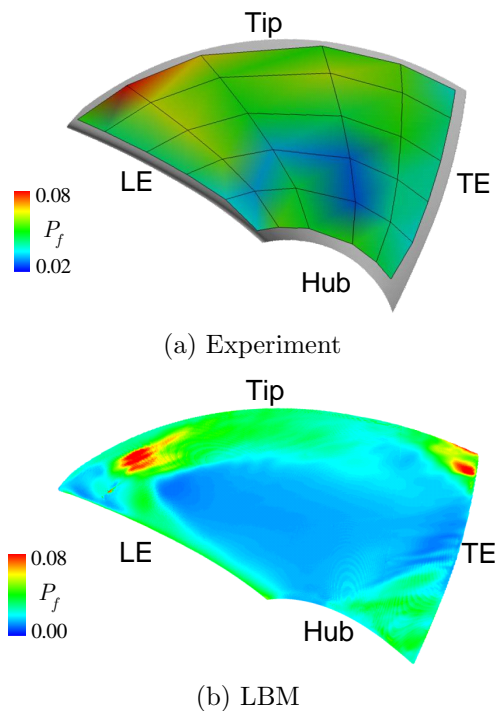 Tip
LE
TE
0.08
P_f
0.02
Hub
(a) Experiment
Tip
LE
TE
0.08
P_f
0.00
Hub
(b) LBM